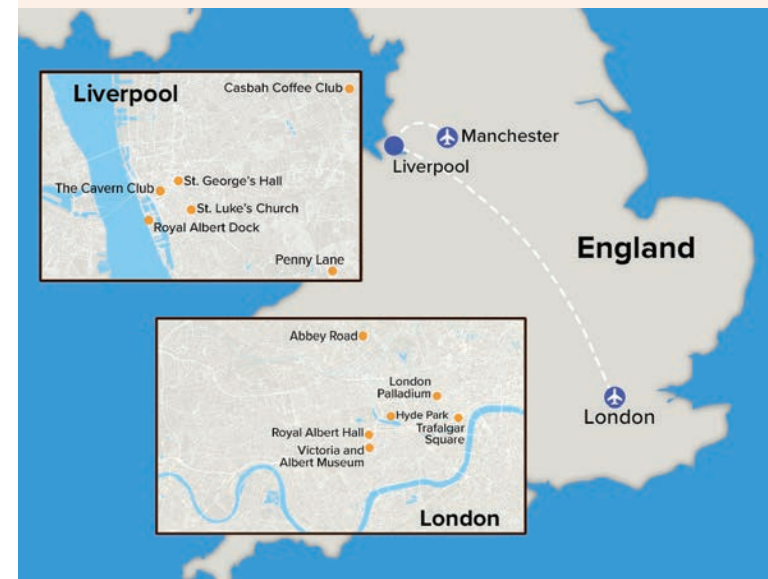 Liverpool
Casbah Coffee Club
St. George's Hall
The Cavern Club
St. Luke's Church
Royal Albert Dock
Penny Lane
Manchester
Liverpool
England
London
Abbey Road
London
Palladium
Hyde Park
Trafalgar
Square
Royal Albert Hall
Victoria and
Albert Museum
London